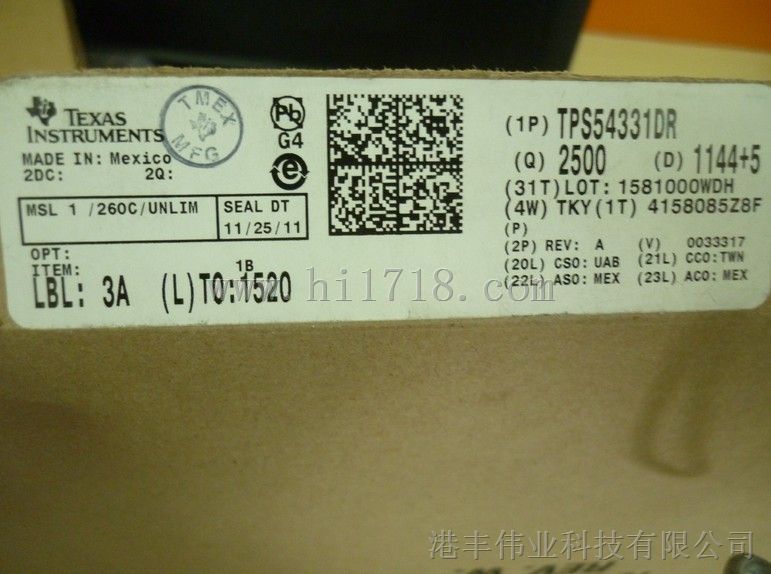 TEXAS
INSTRUMENTS
TMEX
MFG
Pb
G4
e
MADE IN: Mexico
2DC: 2Q:
MSL 1 /260C/UNLIM
SEAL DT
11/25/11
OPT:
ITEM:
1B
LBL: 3A (L)TO:1520
(1P) TPS54331DR
(Q) 2500 (D) 1144+5
(31T)LOT: 1581000WDH
(4W) TKY(1T) 4158085Z8F
(P)
(2P) REV: A (V) 0033317
(20L) CSO: UAB (21L) CCO:TWN
(22L) ASO: MEX (23L) ACO: MEX
www.hi1718.com
港丰伟业科技有限公司